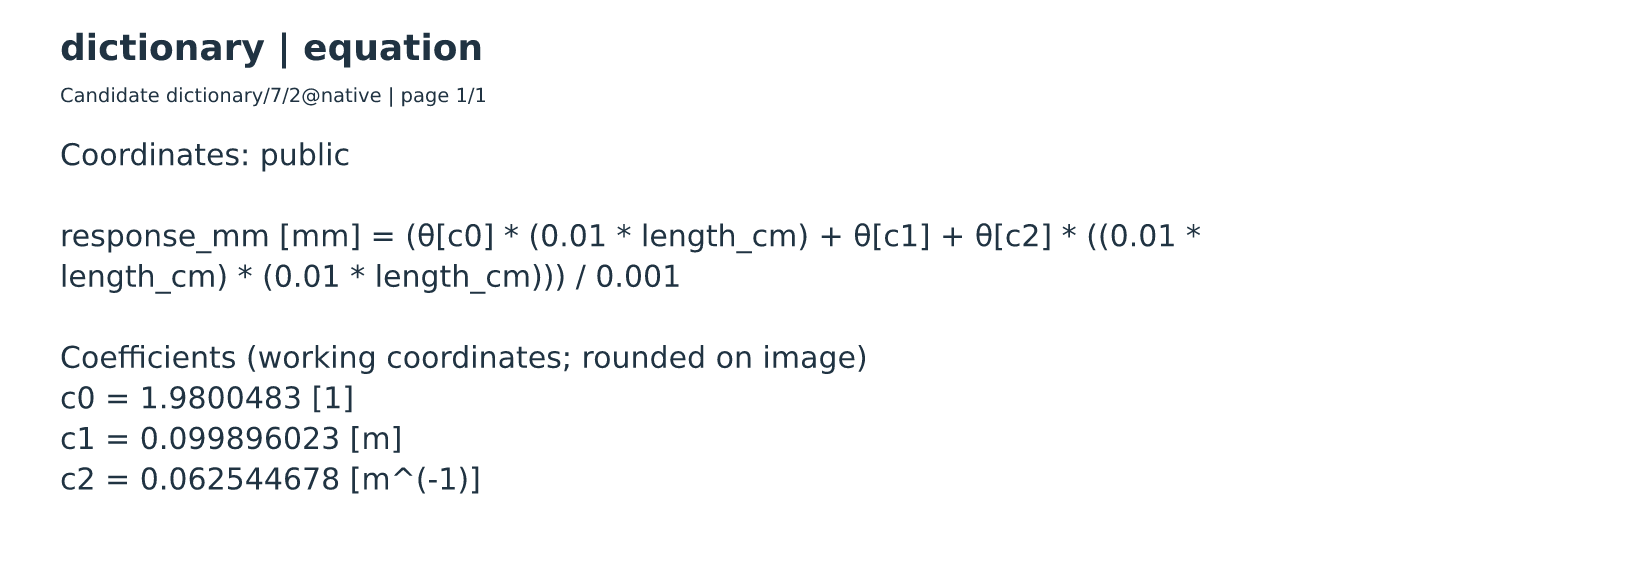 dictionary | equation
Candidate dictionary/7/2@native | page 1/1
Coordinates: public
response_mm [mm] = (θ[c0] * (0.01 * length_cm) + θ[c1] + θ[c2] * ((0.01 *
length_cm) * (0.01 * length_cm))) / 0.001
Coefficients (working coordinates; rounded on image)
c0 = 1.9800483 [1]
c1 = 0.099896023 [m]
c2 = 0.062544678 [m^(-1)]